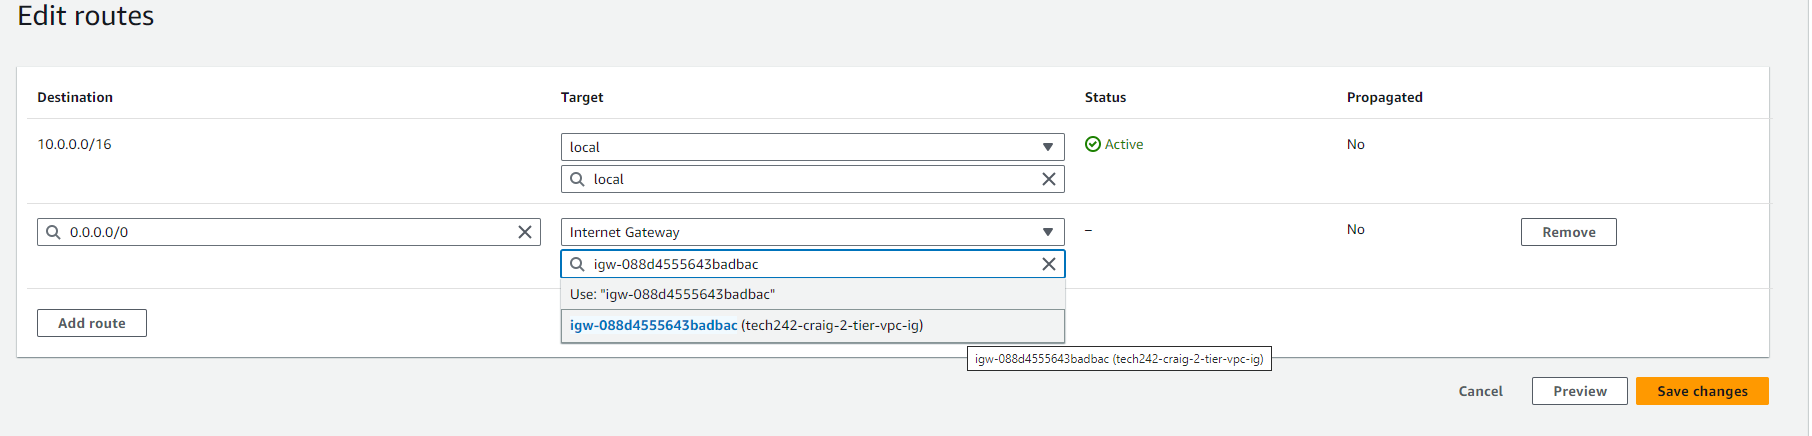 Edit routes
Destination Target Status Propagated
10.0.0.0/16 local Active No
local
0.0.0.0/0 Internet Gateway – No Remove
igw-088d4555643badbac
Use: "igw-088d4555643badbac"
Add route igw-088d4555643badbac (tech242-craig-2-tier-vpc-ig)
igw-088d4555643badbac (tech242-craig-2-tier-vpc-ig)
Cancel Preview Save changes